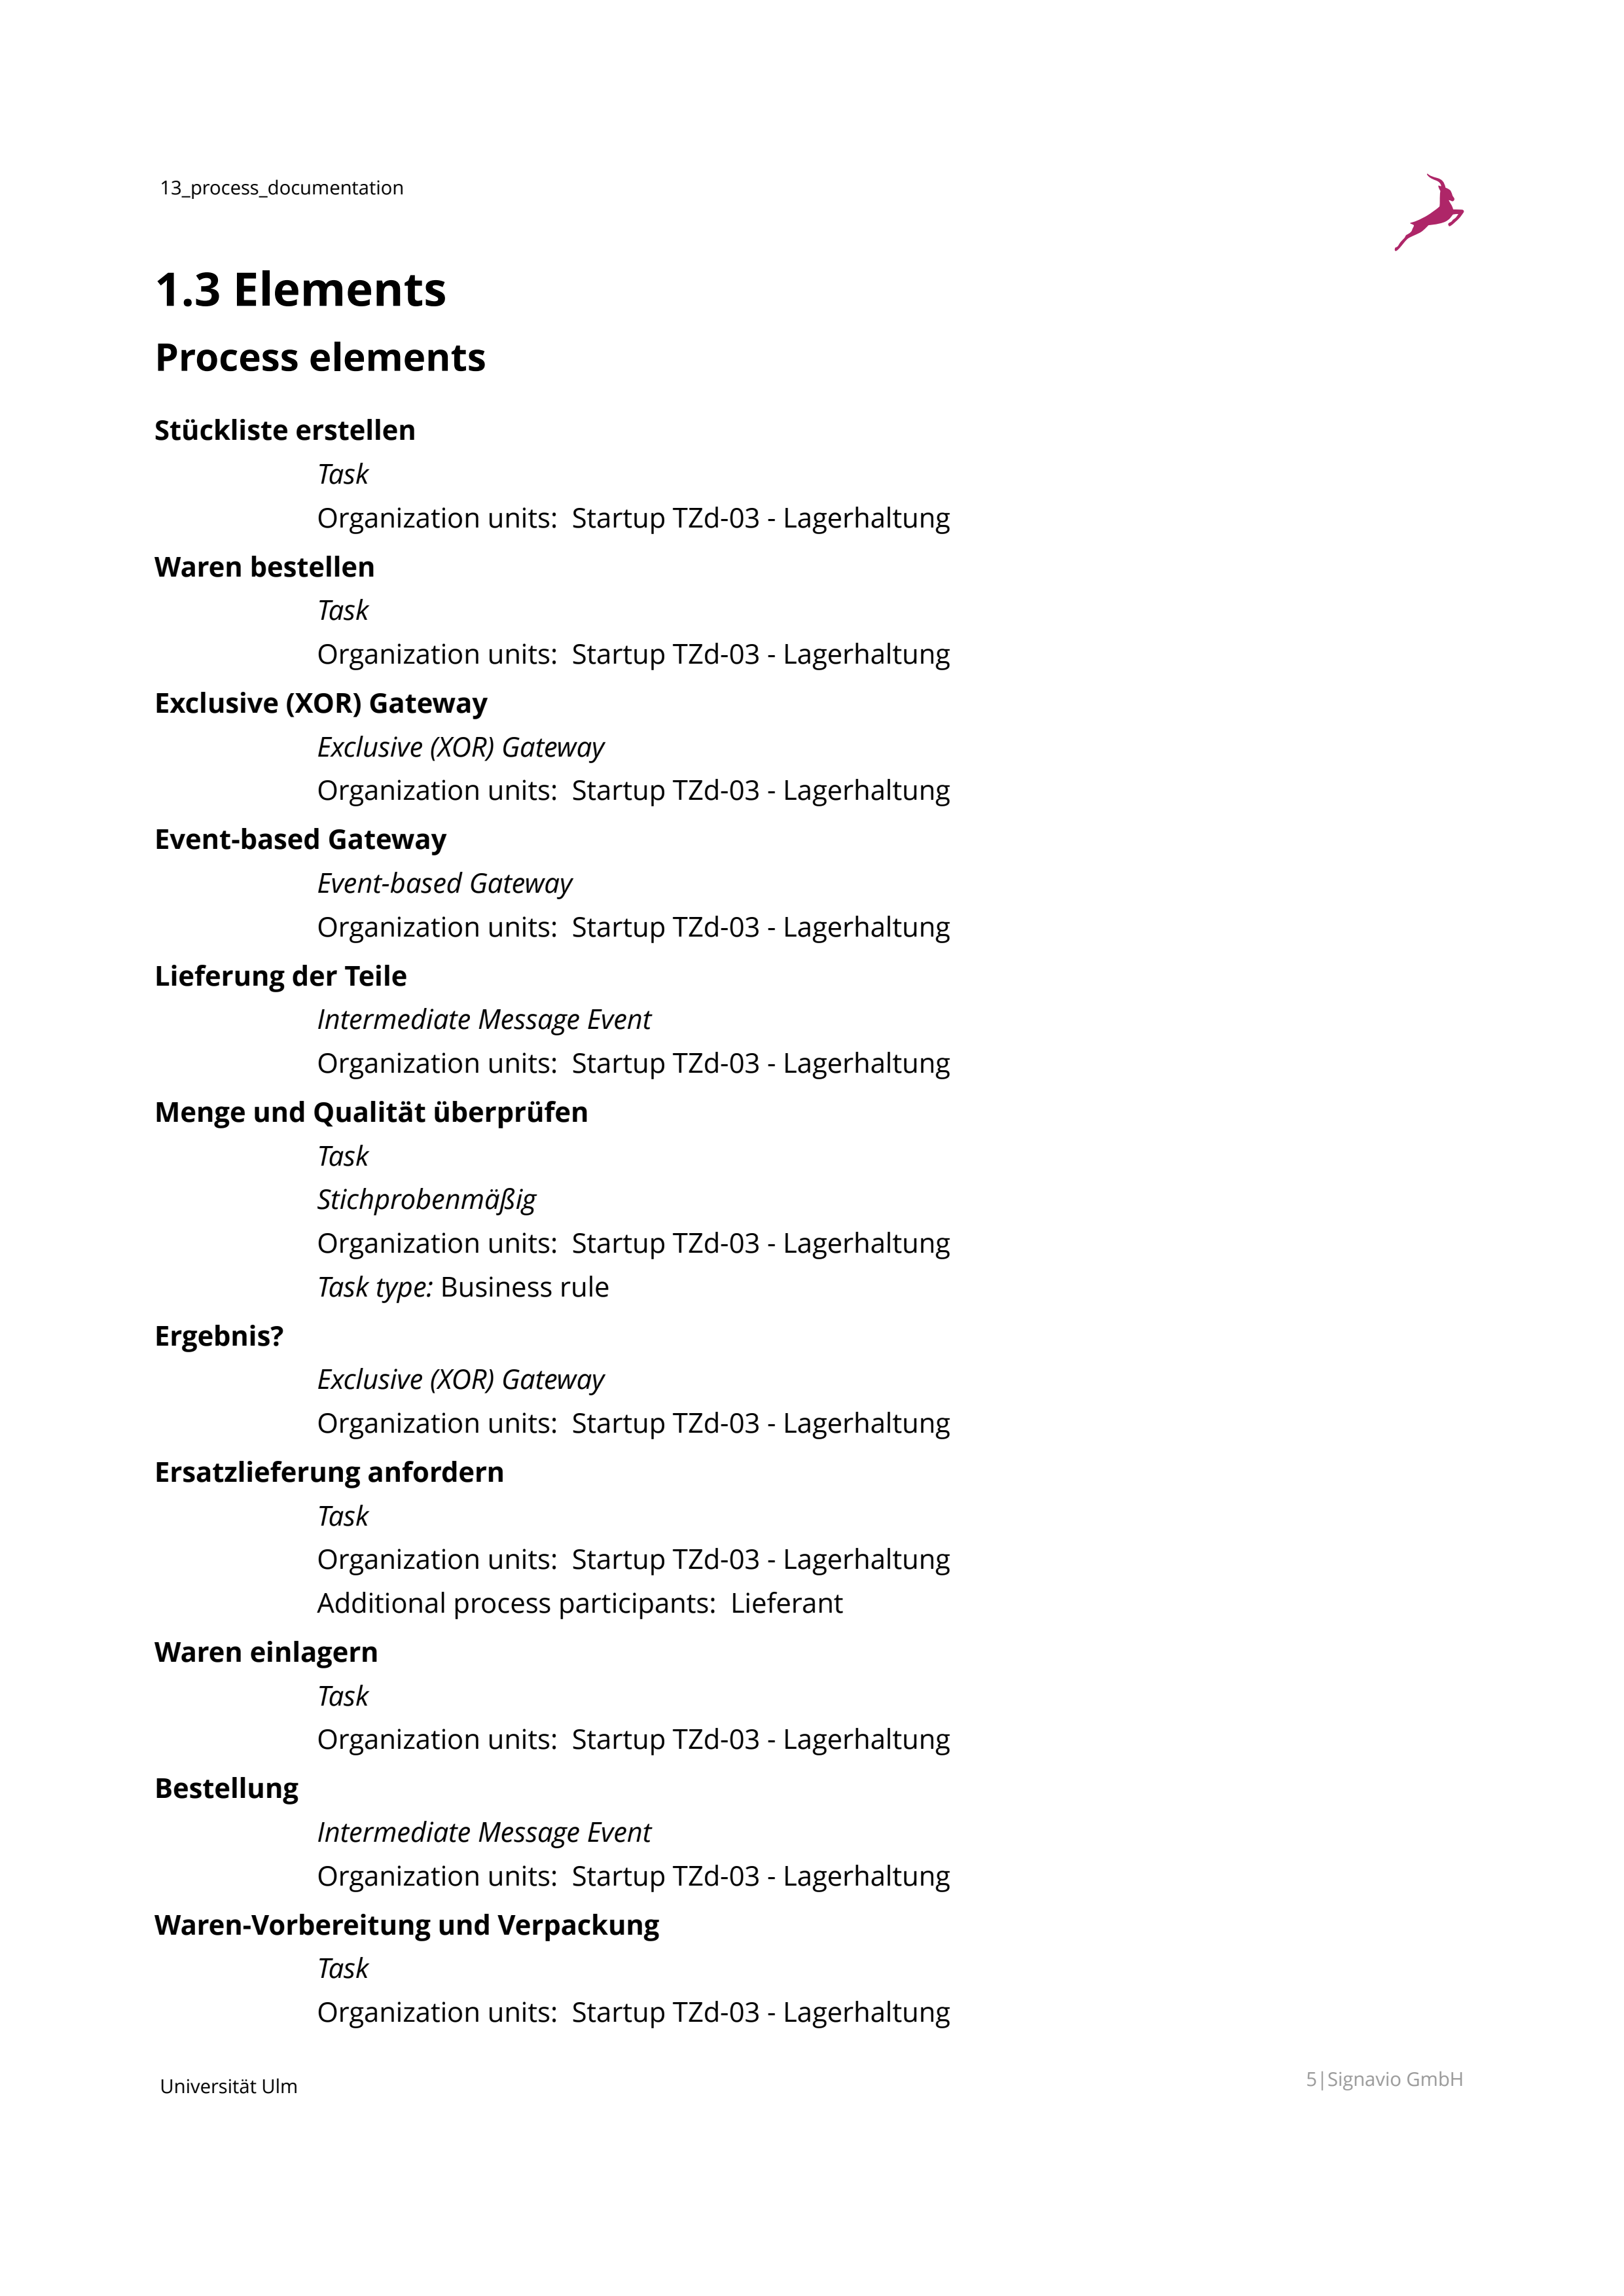 13_process_documentation
1.3 Elements
Process elements
Stückliste erstellen
Task
Organization units:  Startup TZd-03 - Lagerhaltung
Waren bestellen
Task
Organization units:  Startup TZd-03 - Lagerhaltung
Exclusive (XOR) Gateway
Exclusive (XOR) Gateway
Organization units:  Startup TZd-03 - Lagerhaltung
Event-based Gateway
Event-based Gateway
Organization units:  Startup TZd-03 - Lagerhaltung
Lieferung der Teile
Intermediate Message Event
Organization units:  Startup TZd-03 - Lagerhaltung
Menge und Qualität überprüfen
Task
Stichprobenmäßig
Organization units:  Startup TZd-03 - Lagerhaltung
Task type: Business rule
Ergebnis?
Exclusive (XOR) Gateway
Organization units:  Startup TZd-03 - Lagerhaltung
Ersatzlieferung anfordern
Task
Organization units:  Startup TZd-03 - Lagerhaltung
Additional process participants:  Lieferant
Waren einlagern
Task
Organization units:  Startup TZd-03 - Lagerhaltung
Bestellung
Intermediate Message Event
Organization units:  Startup TZd-03 - Lagerhaltung
Waren-Vorbereitung und Verpackung
Task
Organization units:  Startup TZd-03 - Lagerhaltung
Universität Ulm
5|Signavio GmbH